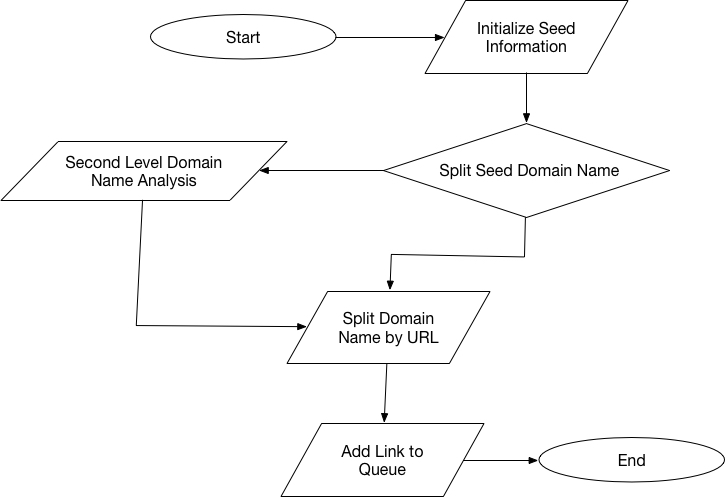 Start
Initialize Seed
Information
Split Seed Domain Name
Second Level Domain
Name Analysis
Split Domain
Name by URL
Add Link to
Queue
End